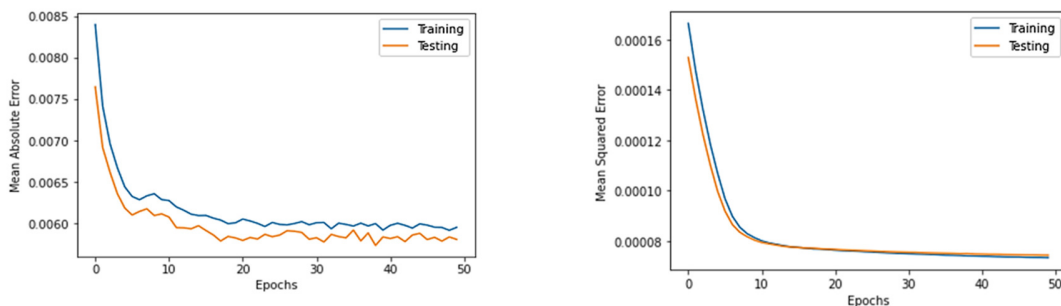 0.0085
0.0080
0.0075
0.0070
0.0065
0.0060
Mean Absolute Error
Training
Testing
0
10
20
30
40
50
Epochs
0.00016
0.00014
0.00012
0.00010
0.00008
Mean Squared Error
Training
Testing
0
10
20
30
40
50
Epochs